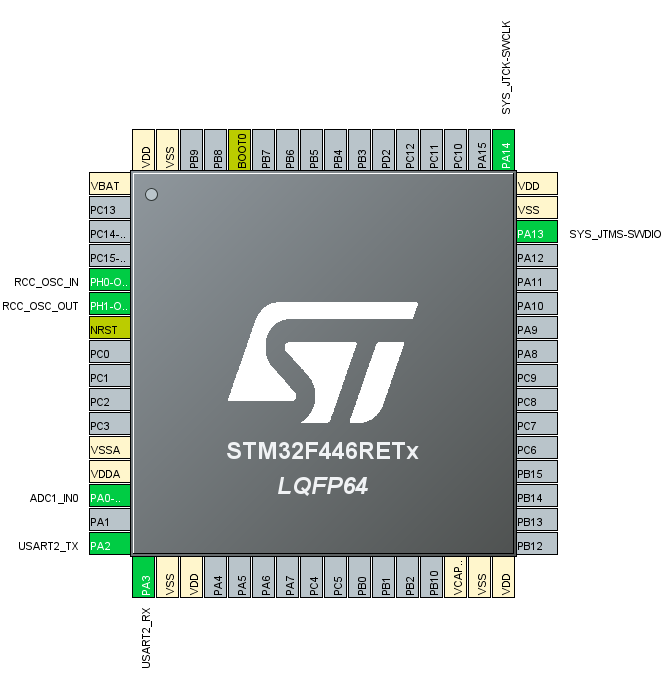 SYS_JTCK-SWCLK
VDD
VSS
PB9
PB8
BOOT0
PB7
PB6
PB5
PB4
PB3
PD2
PC12
PC11
PC10
PA15
PA14
VBAT
PC13
PC14-..
PC15-..
RCC_OSC_IN PH0-O..
RCC_OSC_OUT PH1-O..
NRST
PC0
PC1
PC2
PC3
VSSA
VDDA
ADC1_IN0 PA0-..
PA1
USART2_TX PA2
ST
STM32F446RETx
LQFP64
VDD
VSS
PA13 SYS_JTMS-SWDIO
PA12
PA11
PA10
PA9
PA8
PC9
PC8
PC7
PC6
PB15
PB14
PB13
PB12
PA3
VSS
VDD
PA4
PA5
PA6
PA7
PC4
PC5
PB0
PB1
PB2
PB10
VCAP..
VSS
VDD
USART2_RX